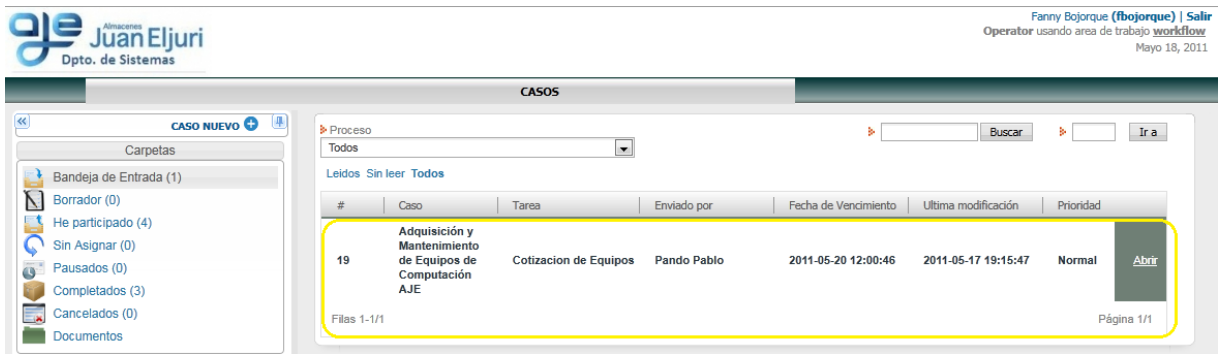 aje
Almacenes
Juan Eljuri
Dpto. de Sistemas
Fanny Bojorque (fbojorque) | Salir
Operator usando area de trabajo workflow
Mayo 18, 2011
CASOS
CASO NUEVO
Carpetas
Bandeja de Entrada (1)
Borrador (0)
He participado (4)
Sin Asignar (0)
Pausados (0)
Completados (3)
Cancelados (0)
Documentos
Proceso
Todos
Buscar
Ir a
Leidos Sin leer Todos
# Caso Tarea Enviado por Fecha de Vencimiento Ultima modificación Prioridad
Adquisición y
Mantenimiento
19 de Equipos de Cotizacion de Equipos Pando Pablo 2011-05-20 12:00:46 2011-05-17 19:15:47 Normal Abrir
Computación
AJE
Filas 1-1/1 Página 1/1